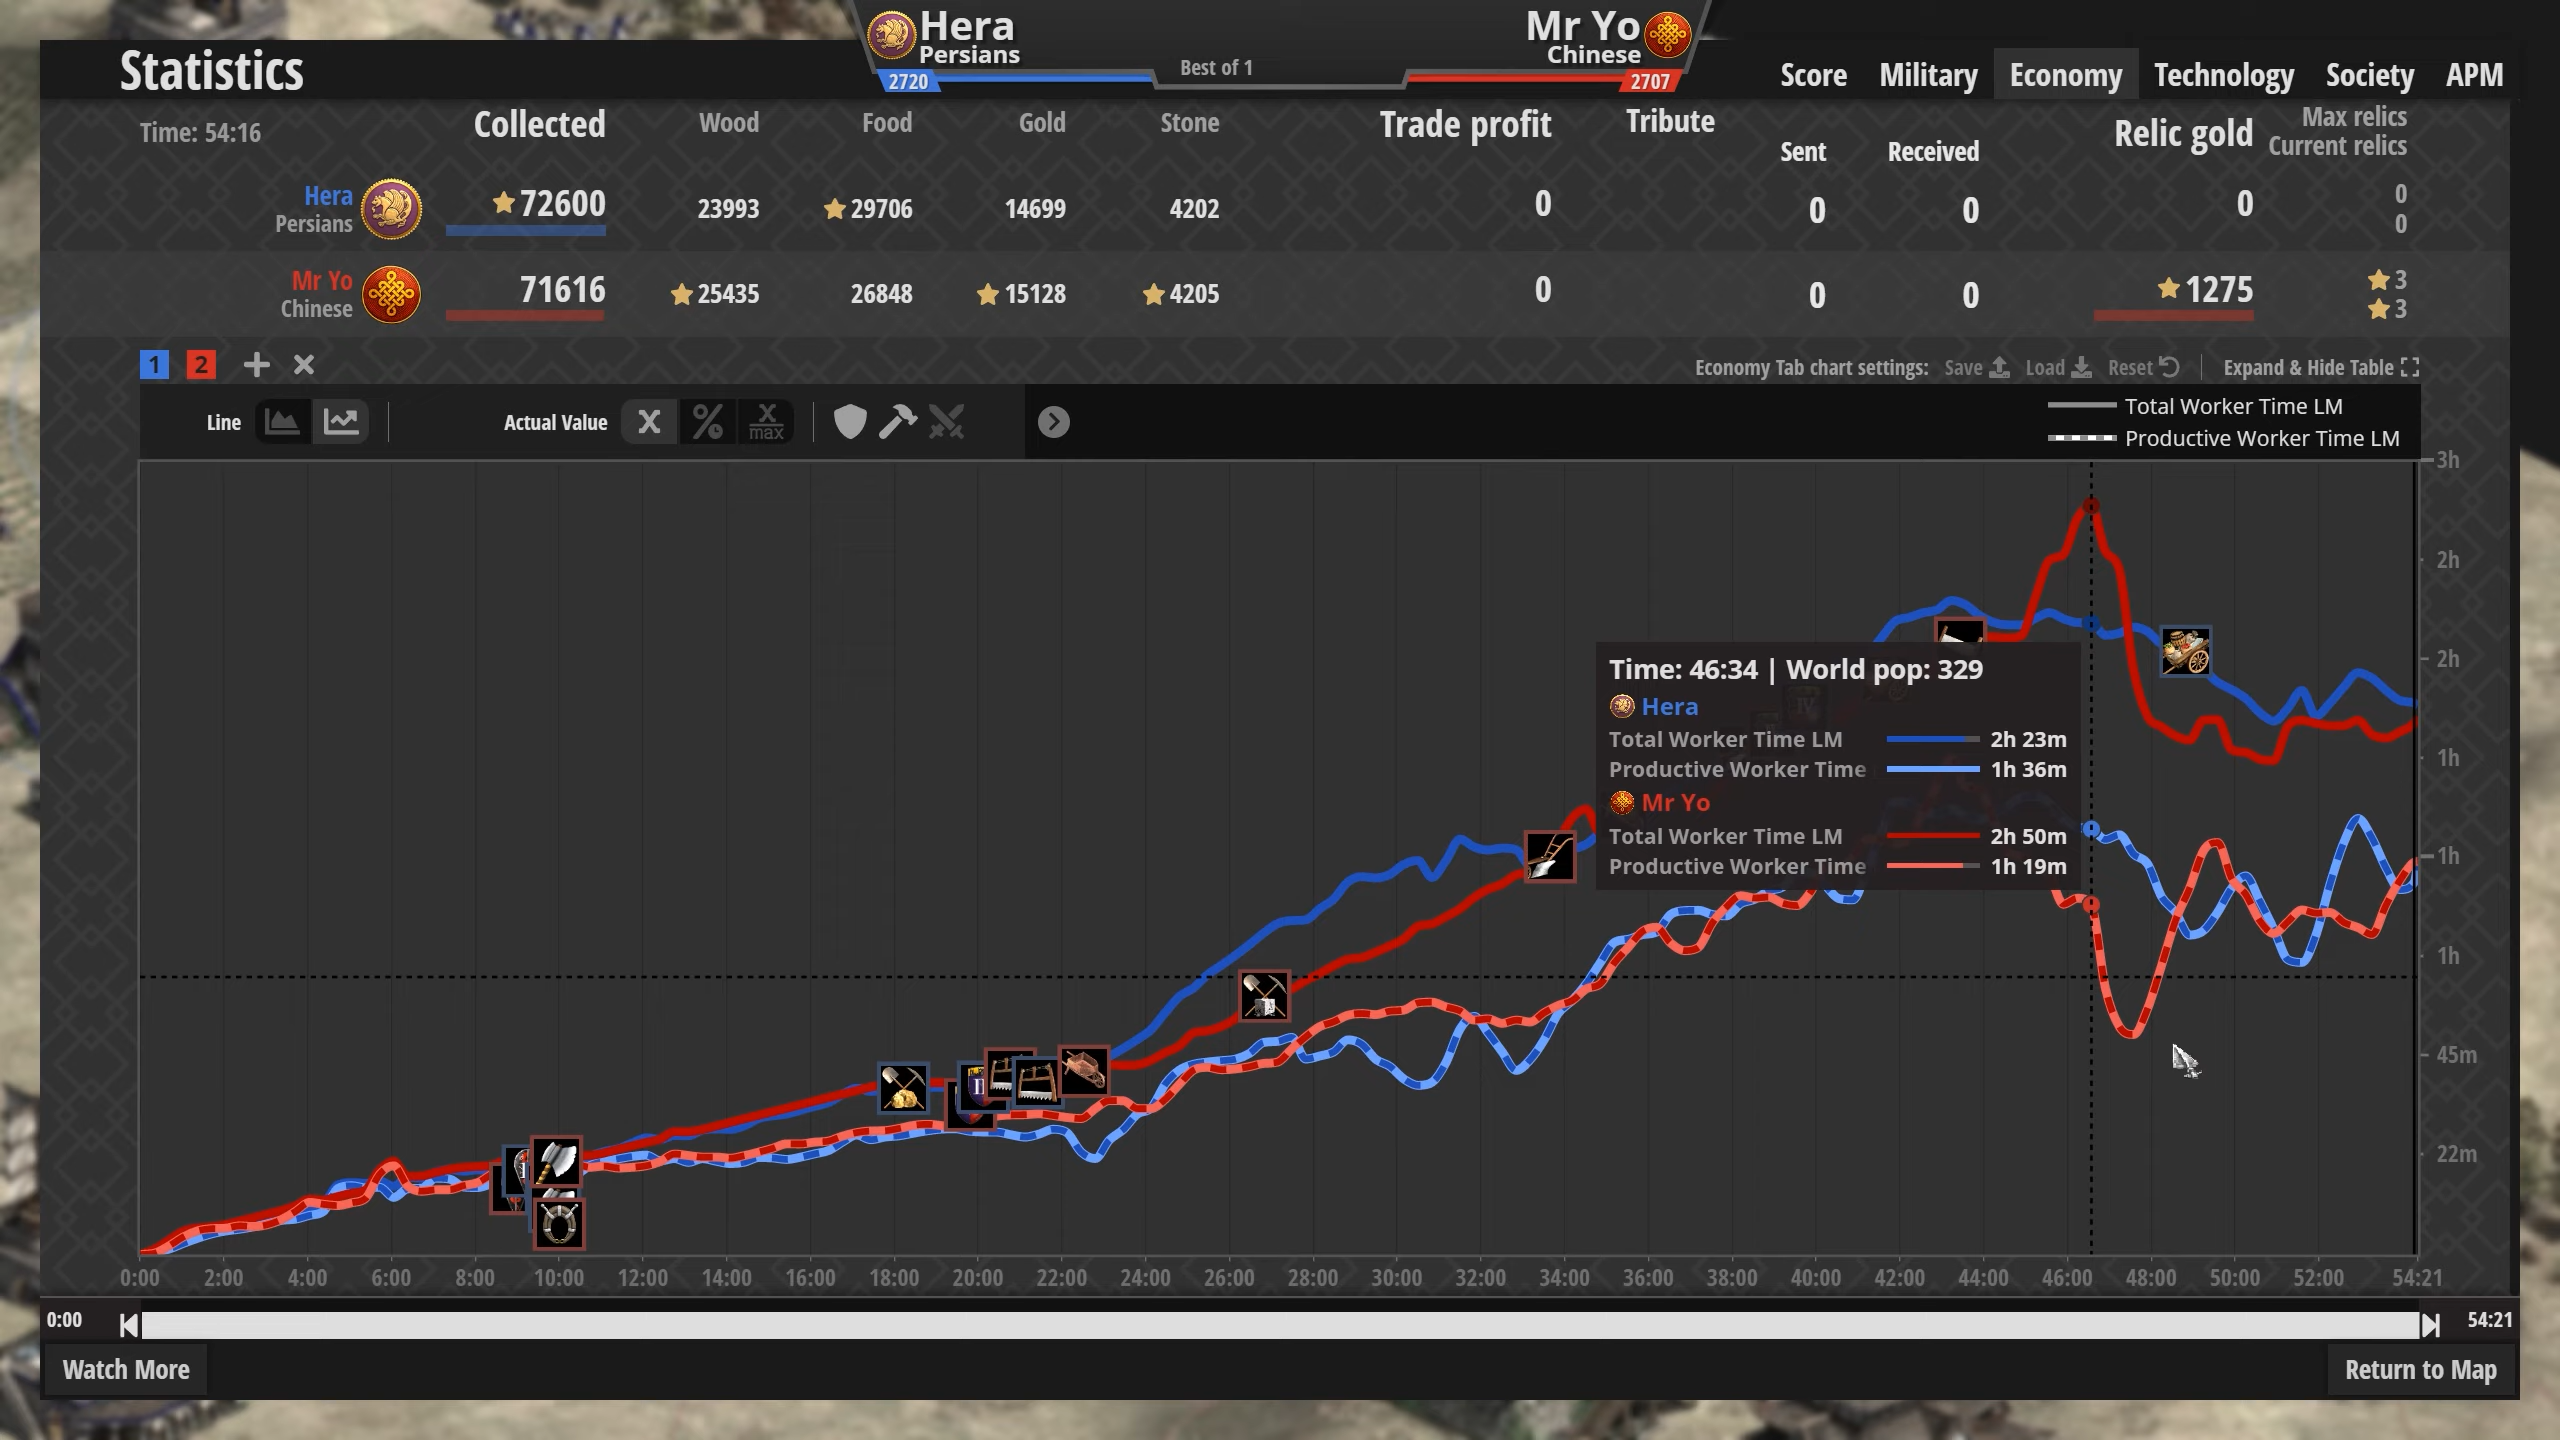 Hera
Persians
2720
Best of 1
Mr Yo
Chinese
2707
Statistics
Score Military Economy Technology Society APM
Time: 54:16
Collected Wood Food Gold Stone Trade profit Tribute Sent Received Relic gold Max relics Current relics
Hera
Persians
72600 23993 29706 14699 4202 0 0 0 0 0 0
Mr Yo
Chinese
71616 25435 26848 15128 4205 0 0 0 1275 3 3
1 2
Economy Tab chart settings: Save Load Reset Expand & Hide Table
Line Actual Value X % X max
Total Worker Time LM
Productive Worker Time LM
3h
2h
2h
1h
1h
1h
45m
22m
Time: 46:34 | World pop: 329
Hera
Total Worker Time LM 2h 23m
Productive Worker Time 1h 36m
Mr Yo
Total Worker Time LM 2h 50m
Productive Worker Time 1h 19m
IV
II
0:00 2:00 4:00 6:00 8:00 10:00 12:00 14:00 16:00 18:00 20:00 22:00 24:00 26:00 28:00 30:00 32:00 34:00 36:00 38:00 40:00 42:00 44:00 46:00 48:00 50:00 52:00 54:21
0:00 54:21
Watch More Return to Map